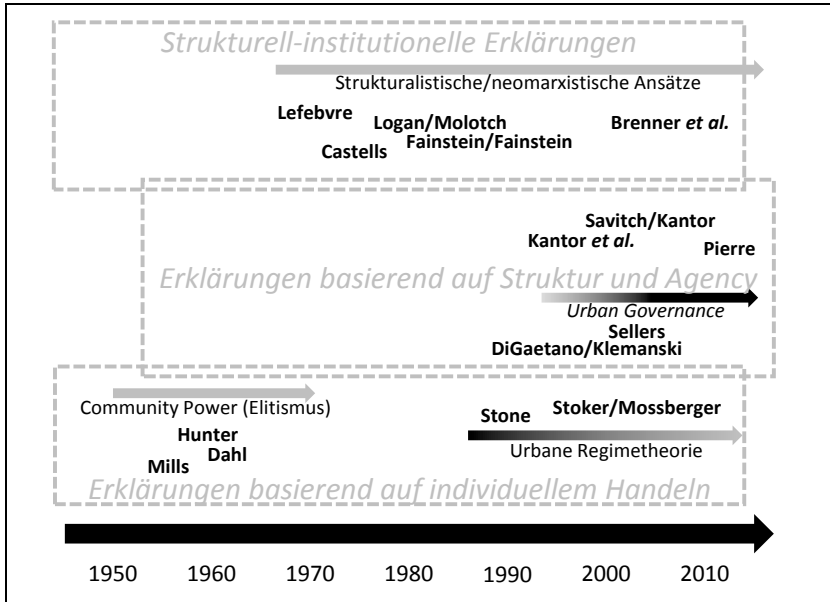 Strukturell-institutionelle Erklärungen
Strukturalistische/neomarxistische Ansätze
Lefebvre
Logan/Molotch
Brenner et al.
Fainstein/Fainstein
Castells
Savitch/Kantor
Kantor et al.
Pierre
Erklärungen basierend auf Struktur und Agency
Urban Governance
Sellers
DiGaetano/Klemanski
Community Power (Elitismus)
Stone
Stoker/Mossberger
Hunter
Dahl
Mills
Urbane Regimetheorie
Erklärungen basierend auf individuellem Handeln
1950 1960 1970 1980 1990 2000 2010